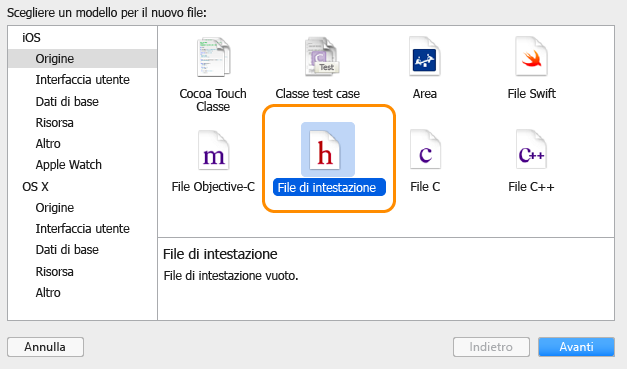 Scegliere un modello per il nuovo file:
iOS
Origine
Interfaccia utente
Dati di base
Risorsa
Altro
Apple Watch
OS X
Origine
Interfaccia utente
Dati di base
Risorsa
Altro
Cocoa Touch
Classe
Test
Classe test case
Area
File Swift
m
File Objective-C
h
File di intestazione
c
File C
C++
File C++
File di intestazione
File di intestazione vuoto.
Annulla
Indietro
Avanti